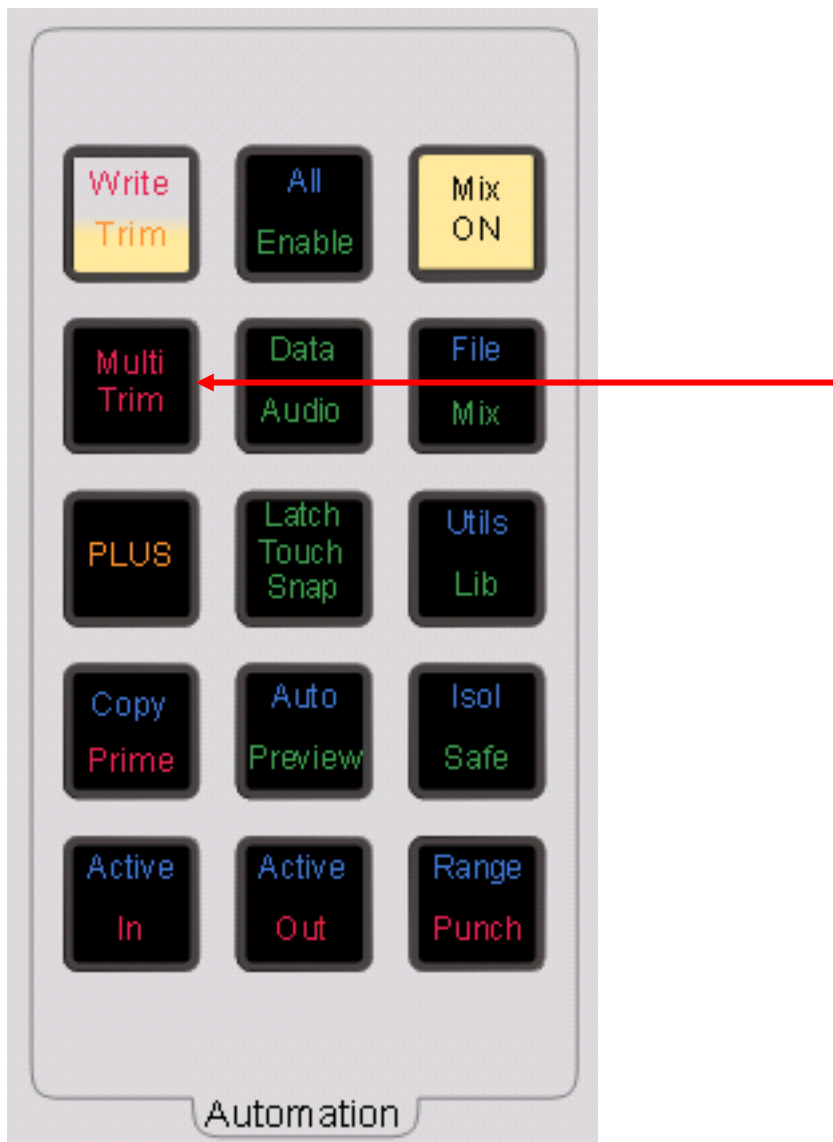 Write
Trim
All
Enable
Mix
ON
Multi
Trim
Data
Audio
File
Mix
PLUS
Latch
Touch
Snap
Utils
Lib
Copy
Prime
Auto
Preview
Isol
Safe
Active
In
Active
Out
Range
Punch
Automation